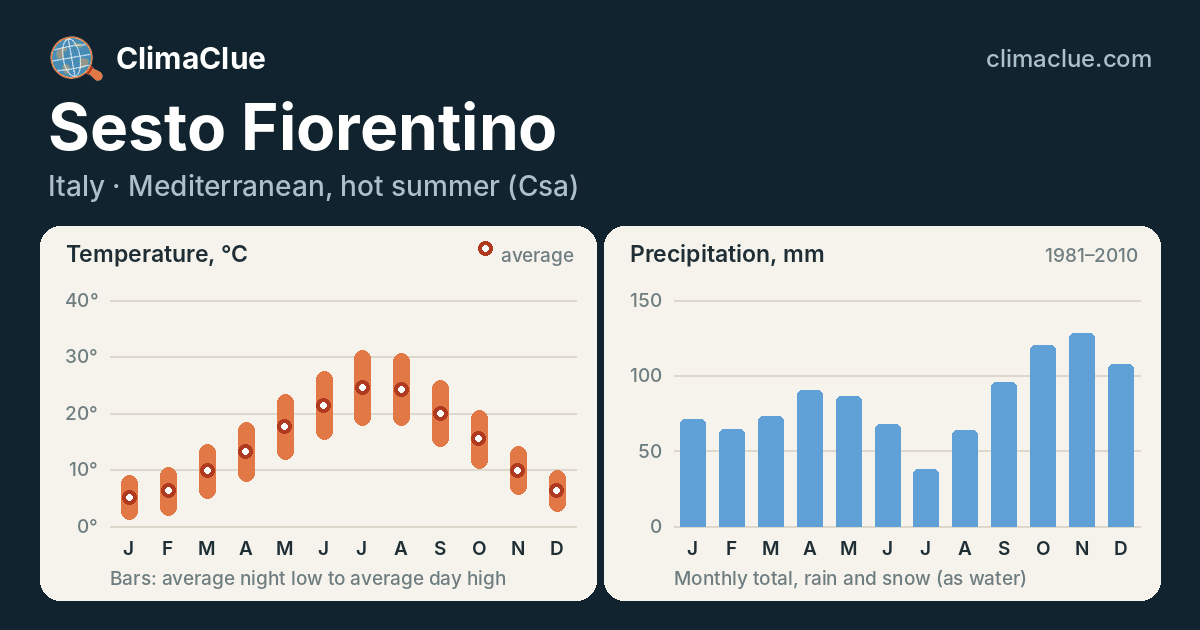 ClimaClue
climaclue.com
Sesto Fiorentino
Italy · Mediterranean, hot summer (Csa)
Temperature, °C
average
40°
30°
20°
10°
0°
J F M A M J J A S O N D
Bars: average night low to average day high
Precipitation, mm
1981–2010
150
100
50
0
J F M A M J J A S O N D
Monthly total, rain and snow (as water)